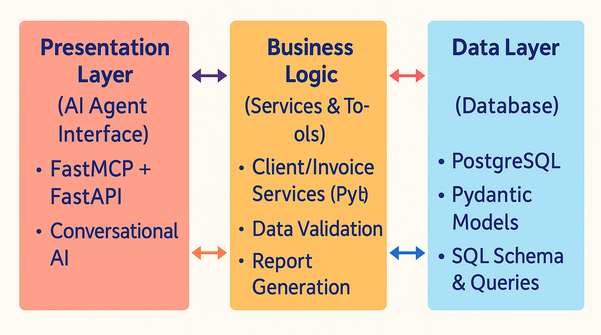 Presentation
Layer
(AI Agent
Interface)
• FastMCP +
FastAPI
• Conversational
AI
Business
Logic
(Services & To-
ols)
• Client/Invoice
Services
• Data Validation
• Report
Generation
Data Layer
(Database)
• PostgreSQL
• Pydantic
Models
• SQL Schema
& Queries